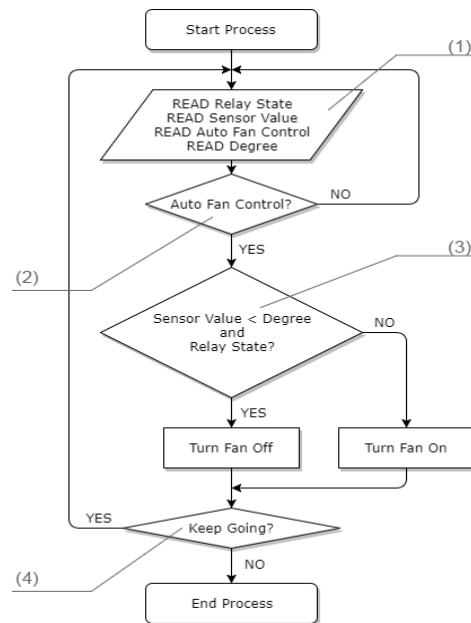 Start Process
(1)
READ Relay State
READ Sensor Value
READ Auto Fan Control
READ Degree
Auto Fan Control?
NO
(2)
YES
(3)
Sensor Value < Degree
and
Relay State?
NO
YES
Turn Fan Off
Turn Fan On
YES
Keep Going?
(4)
NO
End Process